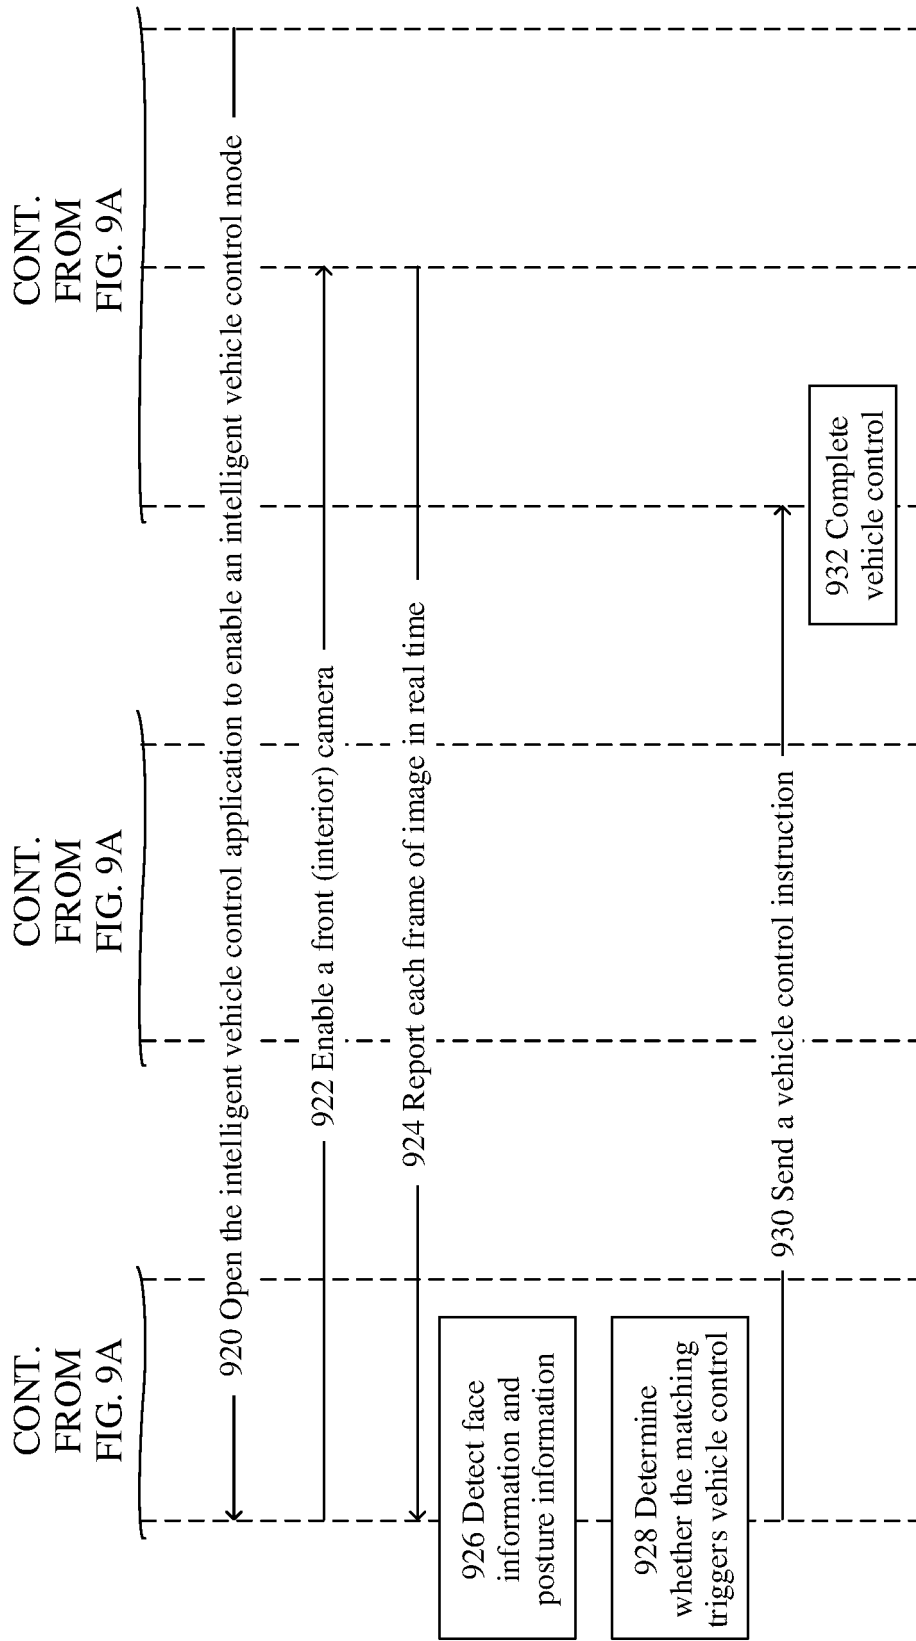 CONT.
FROM
FIG. 9A
CONT.
FROM
FIG. 9A
CONT.
FROM
FIG. 9A
920 Open the intelligent vehicle control application to enable an intelligent vehicle control mode
922 Enable a front (interior) camera
924 Report each frame of image in real time
926 Detect face
information and
posture information
928 Determine
whether the matching
triggers vehicle control
930 Send a vehicle control instruction
932 Complete
vehicle control